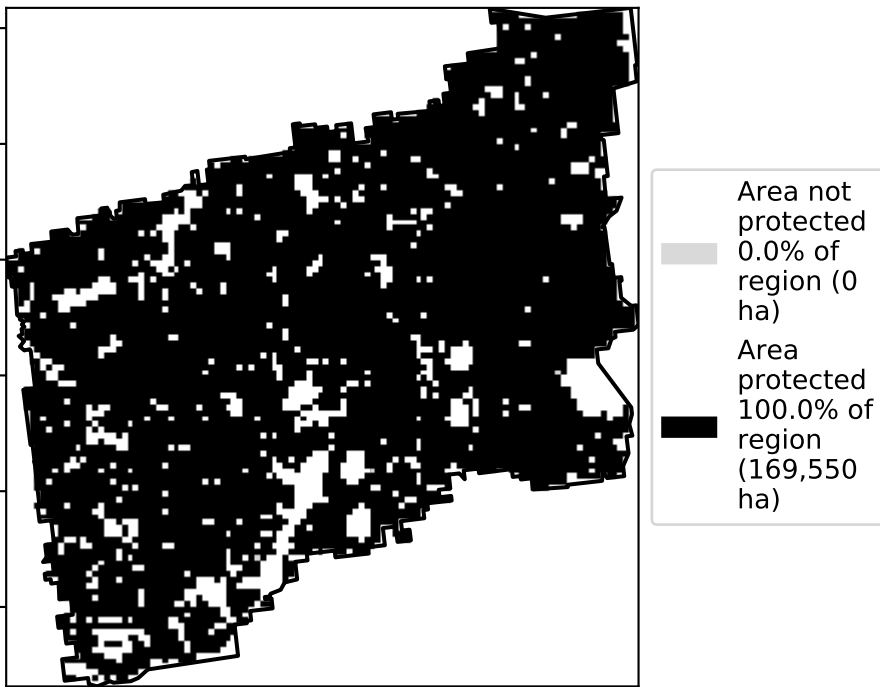 Area not
protected
0.0% of
region (0
ha)
Area
protected
100.0% of
region
(169,550
ha)